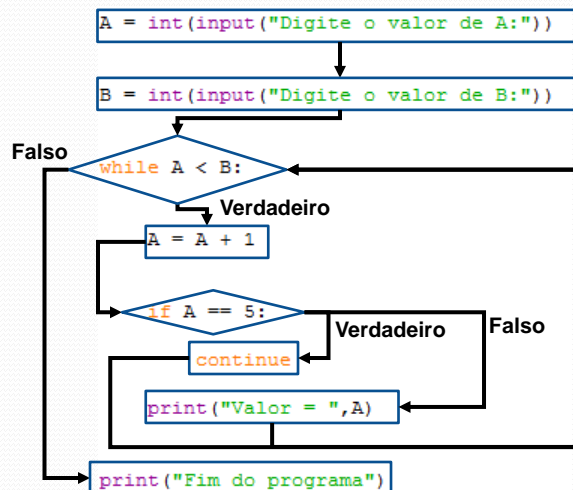 A = int(input("Digite o valor de A:"))
B = int(input("Digite o valor de B:"))
Falso
while A < B:
Verdadeiro
A = A + 1
if A == 5:
Verdadeiro
Falso
continue
print("Valor = ",A)
print("Fim do programa")